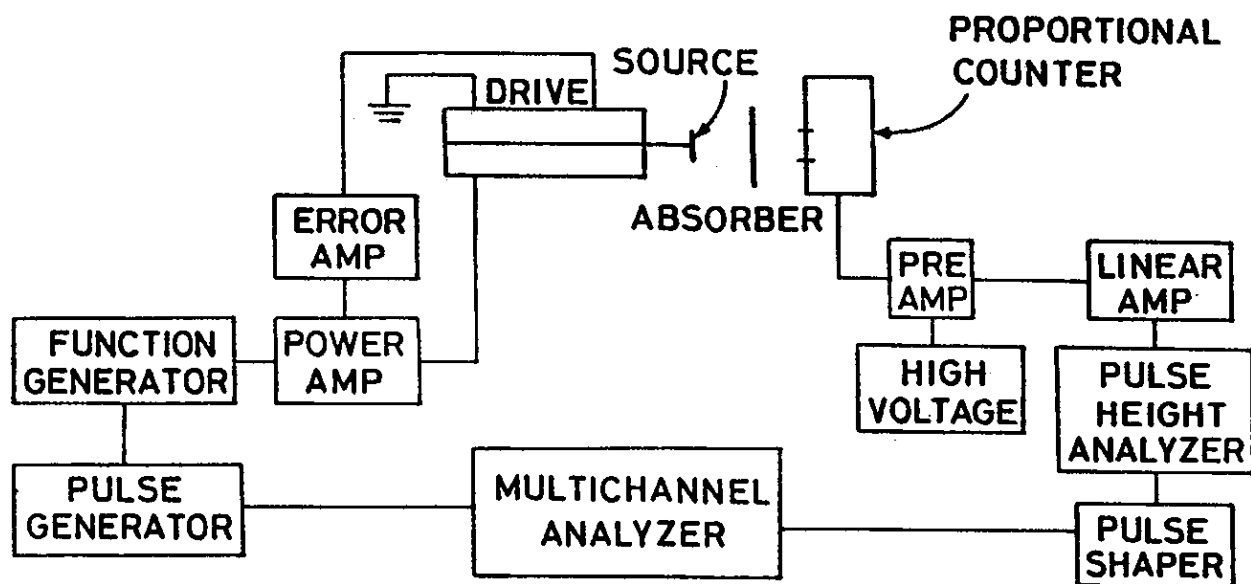 PROPORTIONAL
COUNTER
SOURCE
DRIVE
ABSORBER
ERROR
AMP
PRE
AMP
LINEAR
AMP
FUNCTION
GENERATOR
POWER
AMP
HIGH
VOLTAGE
PULSE
HEIGHT
ANALYZER
PULSE
GENERATOR
MULTICHANNEL
ANALYZER
PULSE
SHAPER